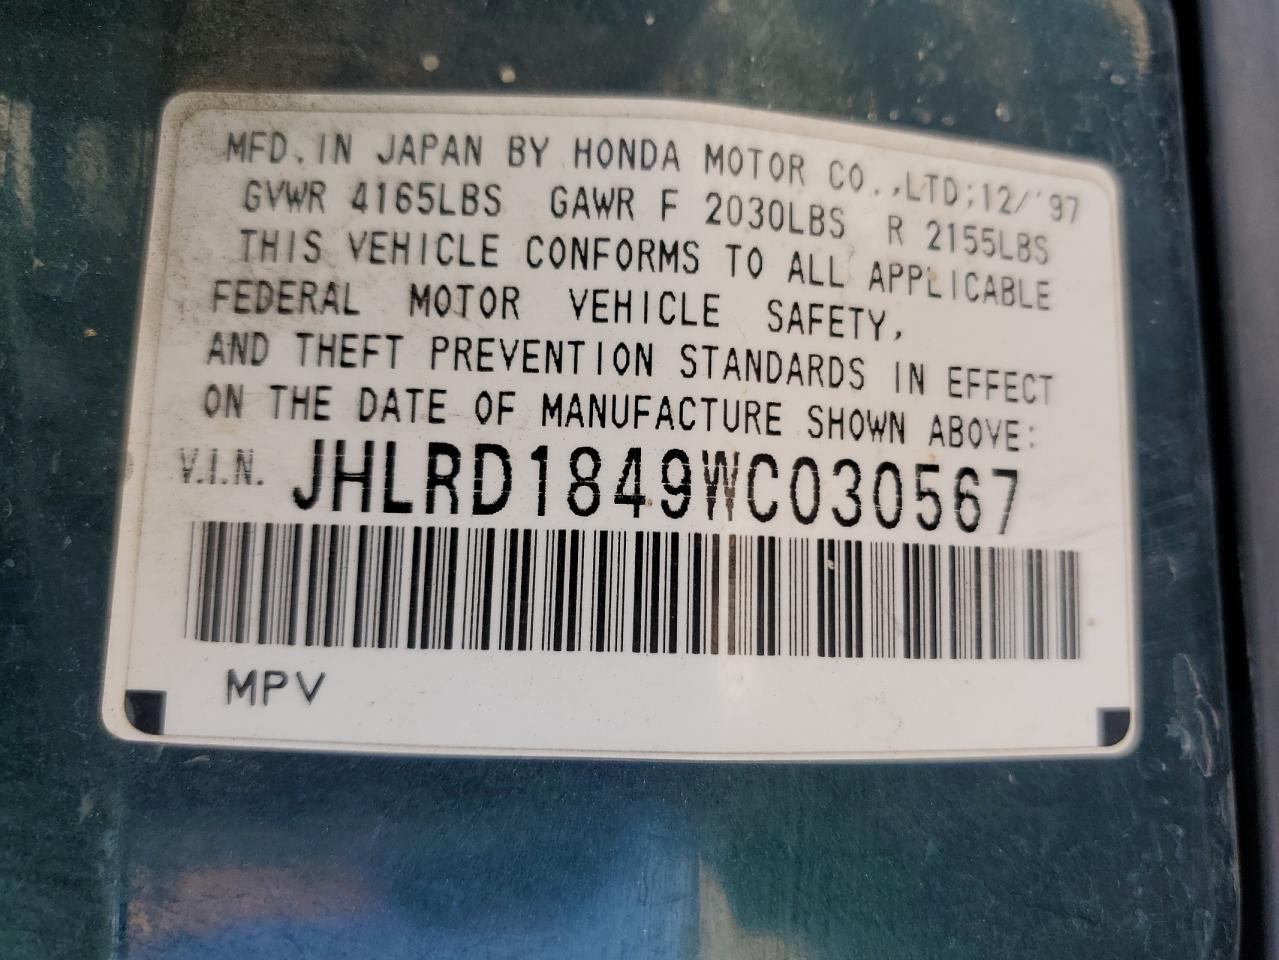 MFD. IN JAPAN BY HONDA MOTOR CO.,LTD;12/'97
GVWR 4165LBS GAWR F 2030LBS R 2155LBS
THIS VEHICLE CONFORMS TO ALL APPLICABLE
FEDERAL MOTOR VEHICLE SAFETY,
AND THEFT PREVENTION STANDARDS IN EFFECT
ON THE DATE OF MANUFACTURE SHOWN ABOVE:
V.I.N. JHLRD1849WC030567
MPV